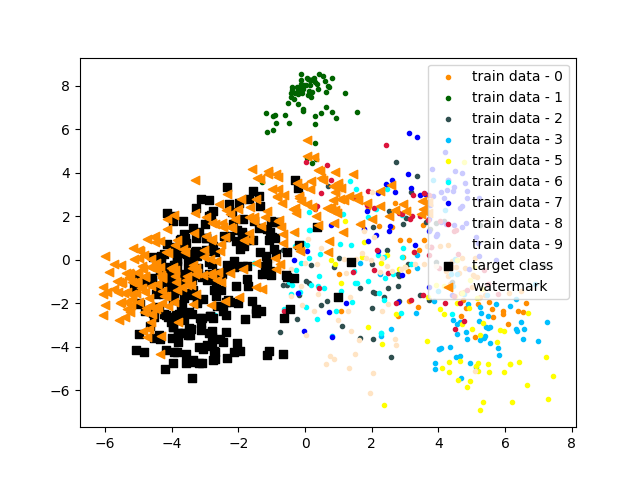 8
6
4
2
0
−2
−4
−6
−6
−4
−2
0
2
4
6
8
train data - 0
train data - 1
train data - 2
train data - 3
train data - 5
train data - 6
train data - 7
train data - 8
train data - 9
target class
watermark